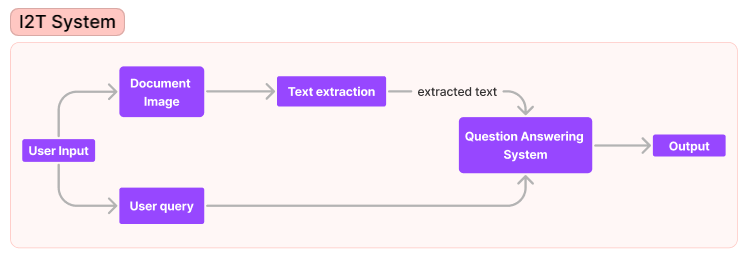 I2T System
Document
Image
Text extraction
extracted text
User Input
Question Answering
System
Output
User query